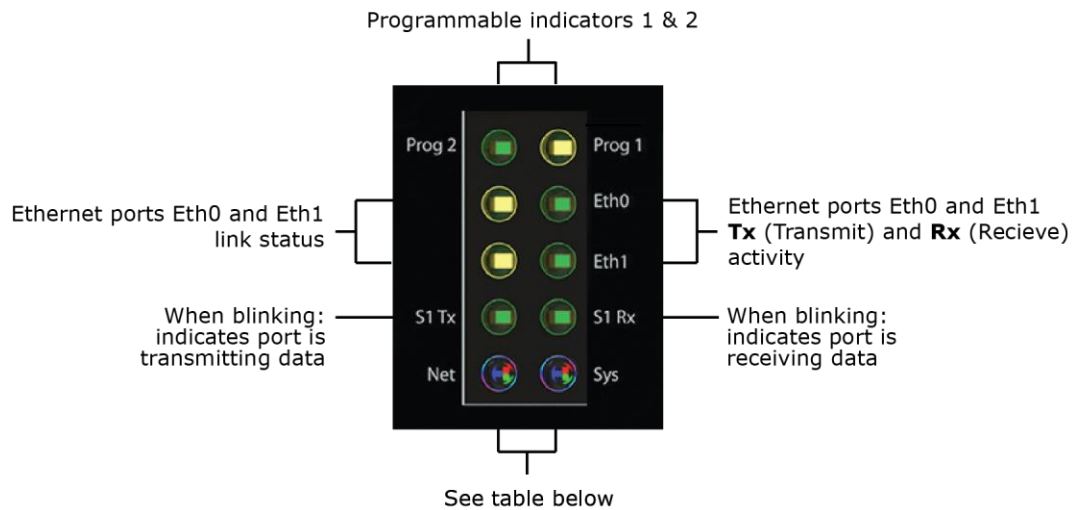 Programmable indicators 1 & 2
Prog 2
Prog 1
Ethernet ports Eth0 and Eth1
link status
Eth0
Eth1
Ethernet ports Eth0 and Eth1
Tx (Transmit) and Rx (Recieve)
activity
When blinking:
indicates port is
transmitting data
S1 Tx
S1 Rx
When blinking:
indicates port is
receiving data
Net
Sys
See table below